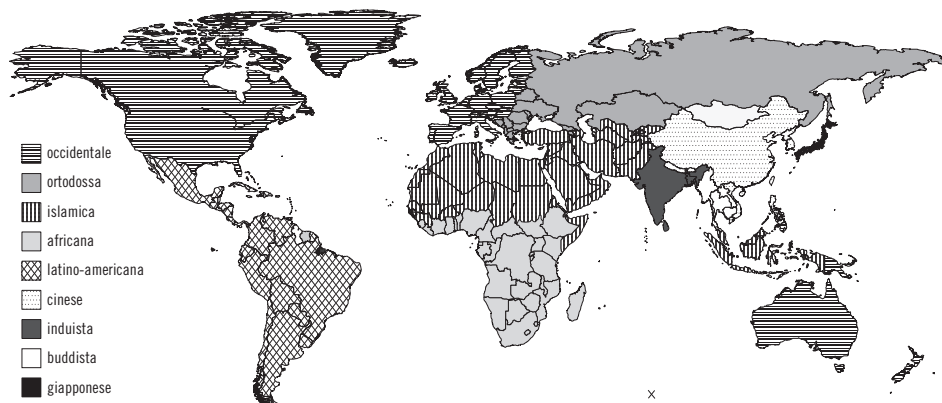 occidentale
ortodossa
islamica
africana
latino-americana
cinese
induista
buddista
giapponese